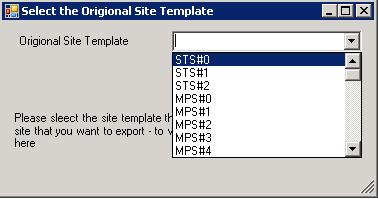 Select the Origional Site Template
Origional Site Template
STS#0
STS#1
STS#2
MPS#0
MPS#1
MPS#2
MPS#3
MPS#4
Please sleect the site template th
site that you want to export - to v
here